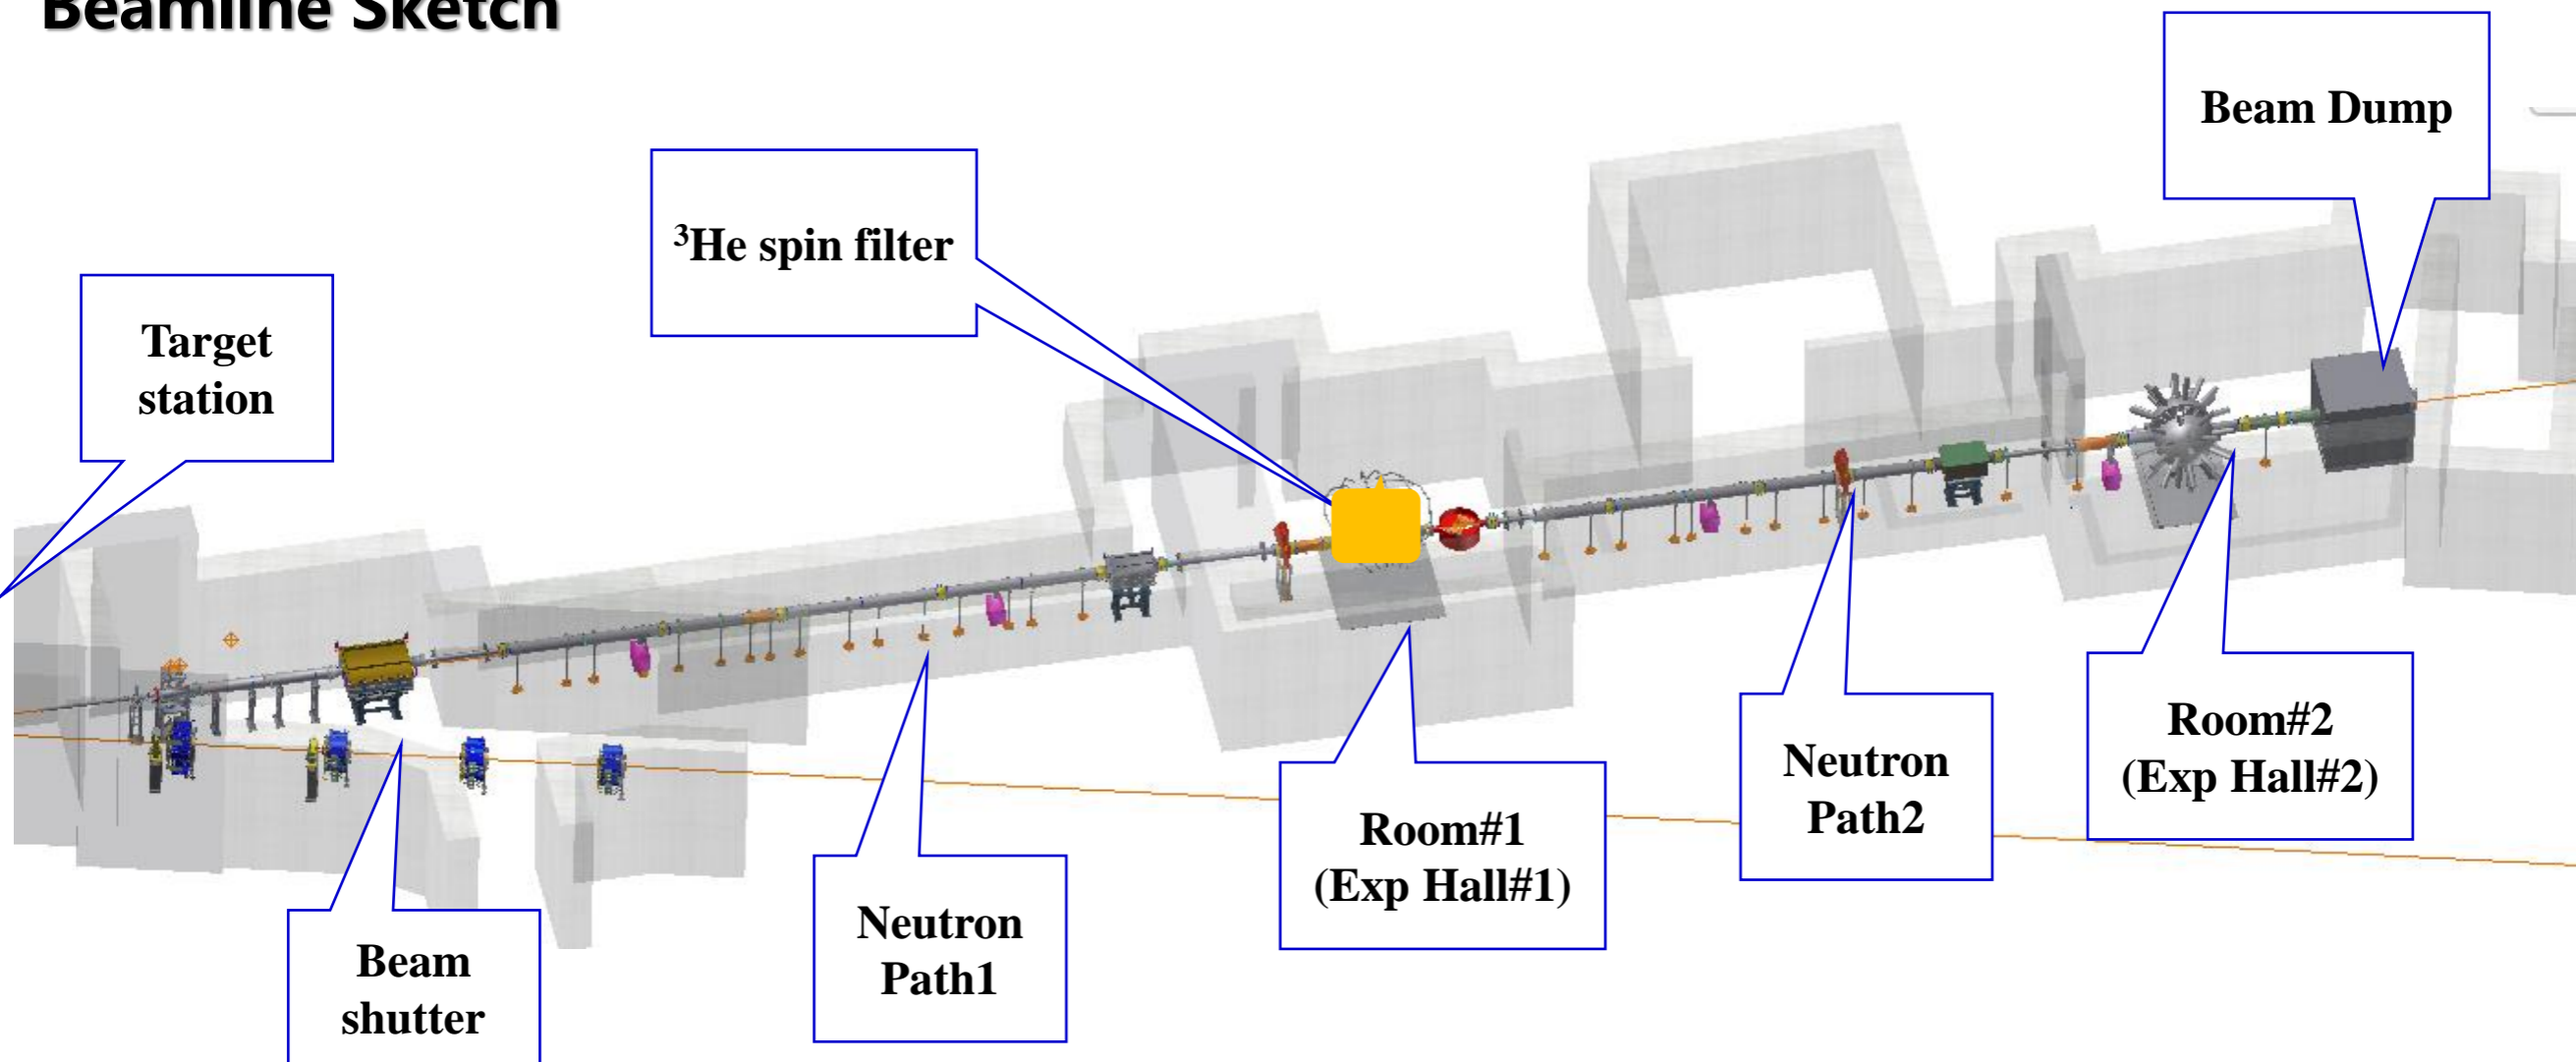 Beamline Sketch
Beam Dump
³He spin filter
Target
station
Room#2
(Exp Hall#2)
Neutron
Path2
Room#1
(Exp Hall#1)
Neutron
Path1
Beam
shutter